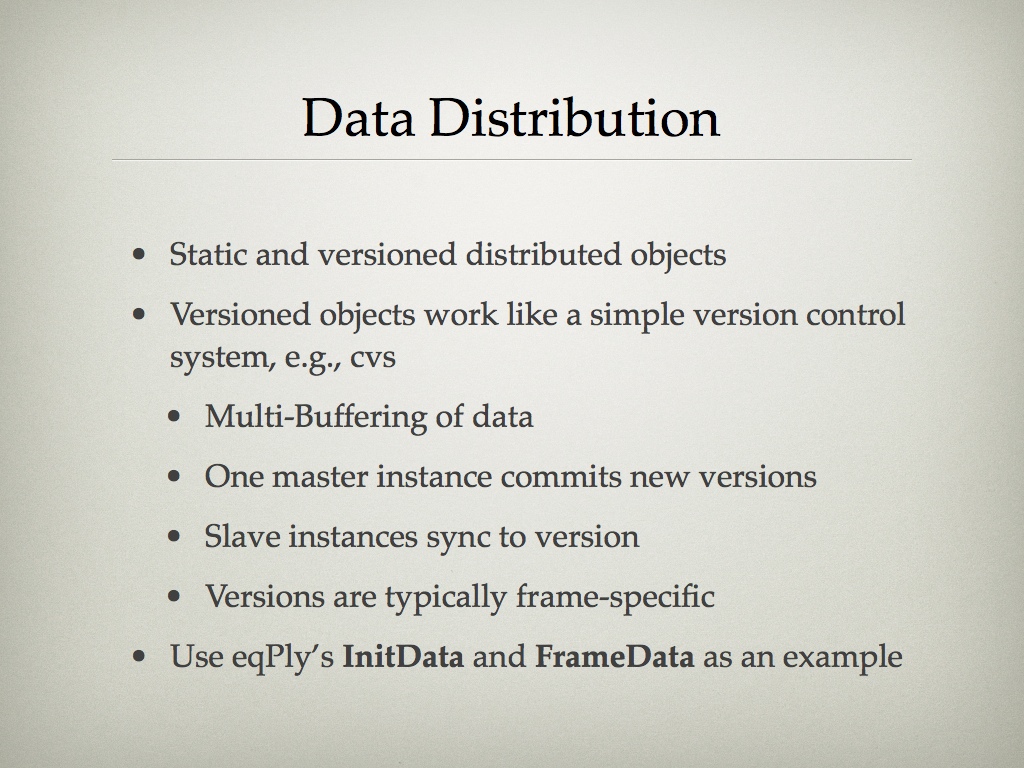 Data Distribution
• Static and versioned distributed objects
• Versioned objects work like a simple version control
system, e.g., cvs
• Multi-Buffering of data
• One master instance commits new versions
• Slave instances sync to version
• Versions are typically frame-specific
• Use eqPly’s InitData and FrameData as an example